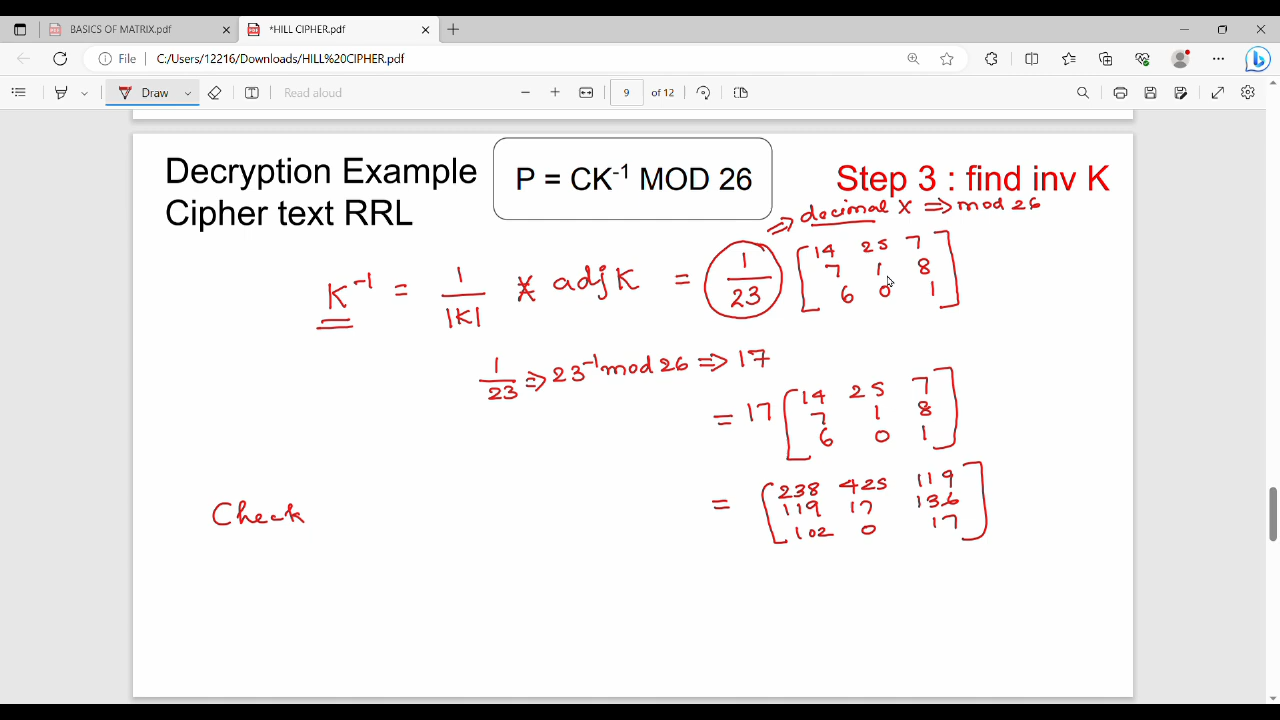 BASICS OF MATRIX.pdf
*HILL CIPHER.pdf
File C:/Users/12216/Downloads/HILL%20CIPHER.pdf
Draw Read aloud 9 of 12
Decryption Example
Cipher text RRL
P = CK⁻¹ MOD 26
Step 3 : find inv K
⇒ decimal X ⇒ mod 26
K⁻¹ = 1/|K| * adj K = 1/23 [14 25 7
7 1 8
6 0 1]
1/23 ⇒ 23⁻¹ mod 26 ⇒ 17
= 17 [14 25 7
7 1 8
6 0 1]
= [238 425 119
119 17 136
102 0 17]
Check